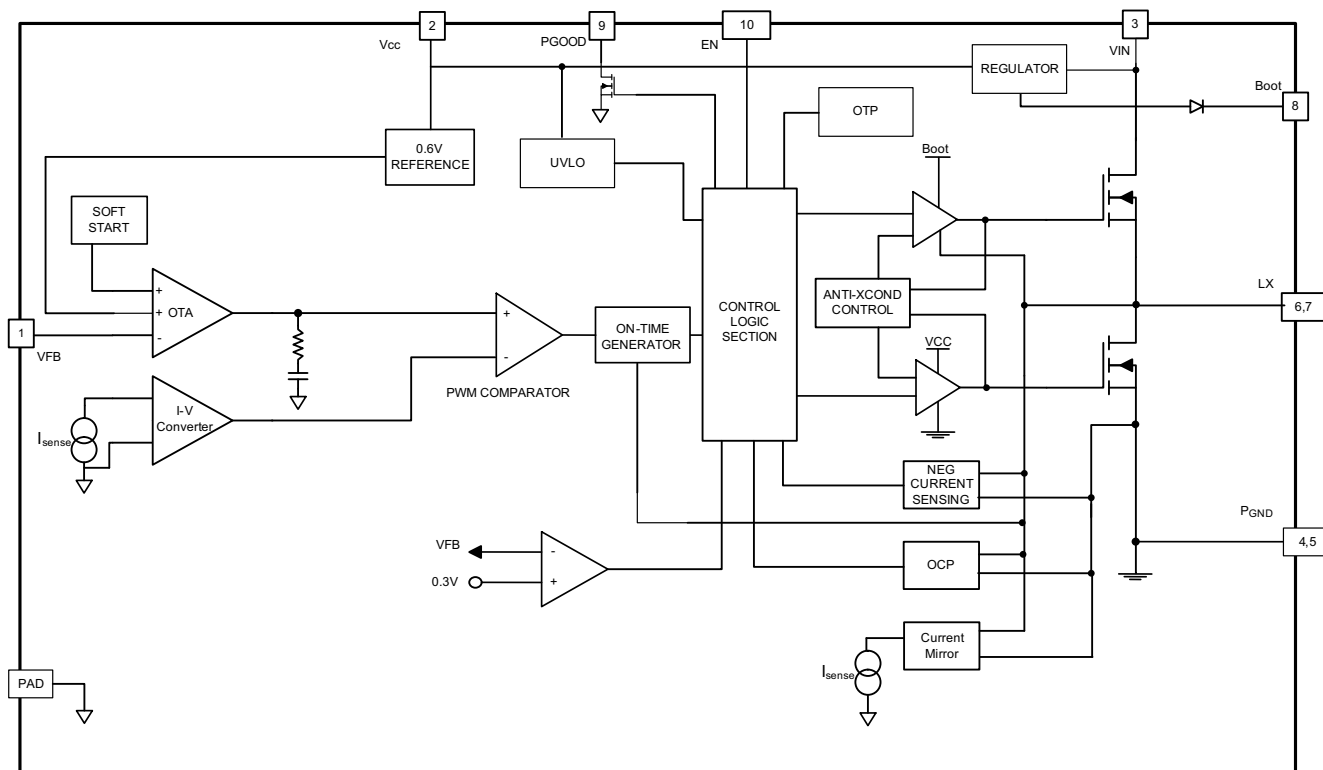 2
9
10
3
Vcc
PGOOD
EN
VIN
REGULATOR
Boot
8
OTP
0.6V
REFERENCE
UVLO
Boot
SOFT
START
+
+
-
OTA
1
VFB
+
-
PWM COMPARATOR
ON-TIME
GENERATOR
CONTROL
LOGIC
SECTION
ANTI-XCOND
CONTROL
LX
6,7
VCC
I-V
Converter
Isense
NEG
CURRENT
SENSING
PGND
4,5
VFB
-
0.3V
+
OCP
Current
Mirror
Isense
PAD